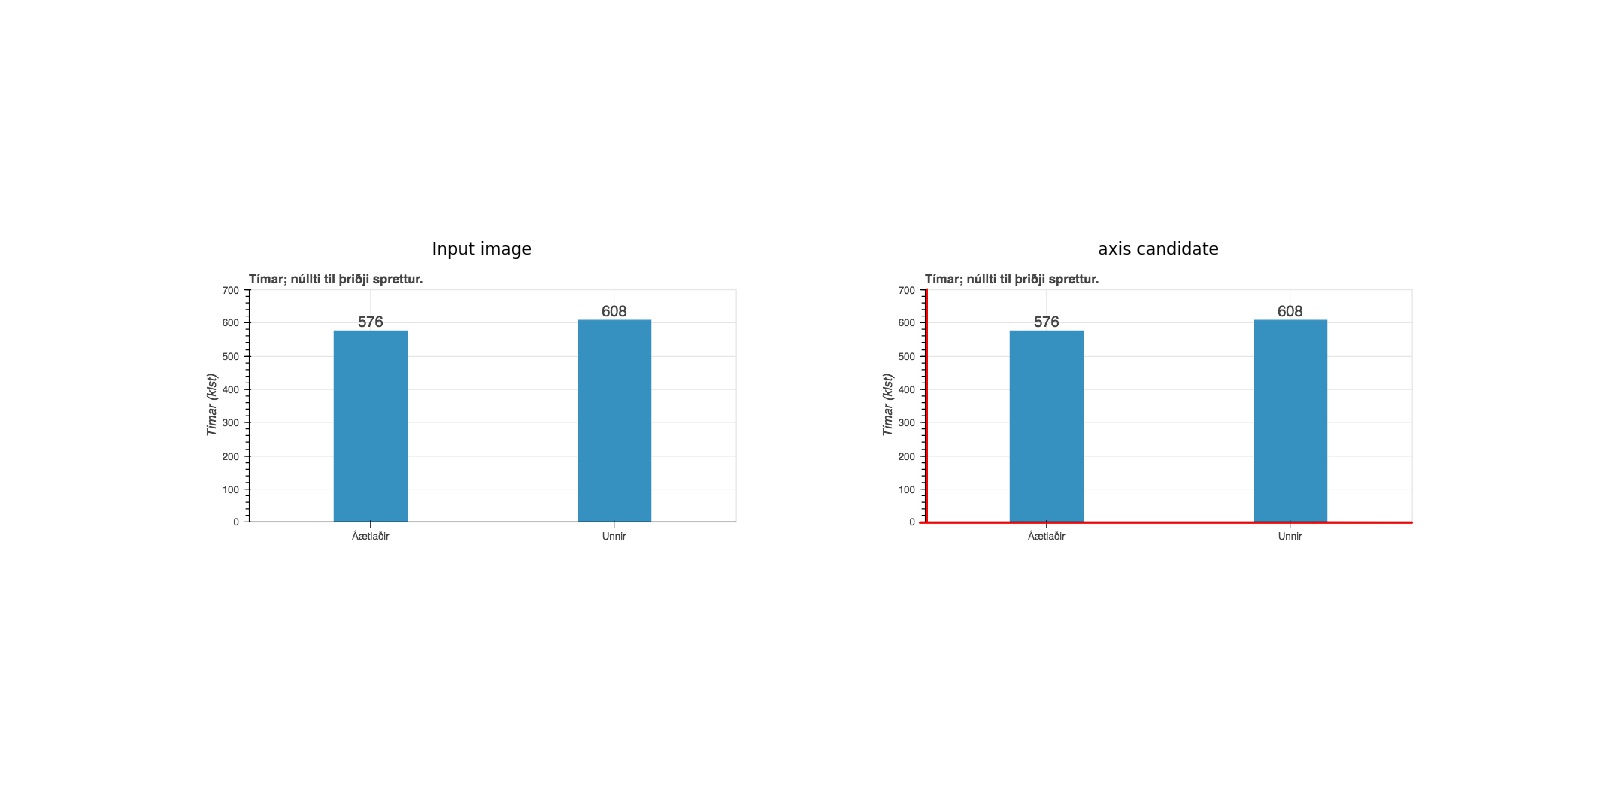 Input image
Tímar; núllti til þriðji sprettur.
700
600
500
400
300
200
100
0
Tímar (klst)
576
608
Áætlaðir
Unnir
axis candidate
Tímar; núllti til þriðji sprettur.
700
600
500
400
300
200
100
0
Tímar (klst)
576
608
Áætlaðir
Unnir